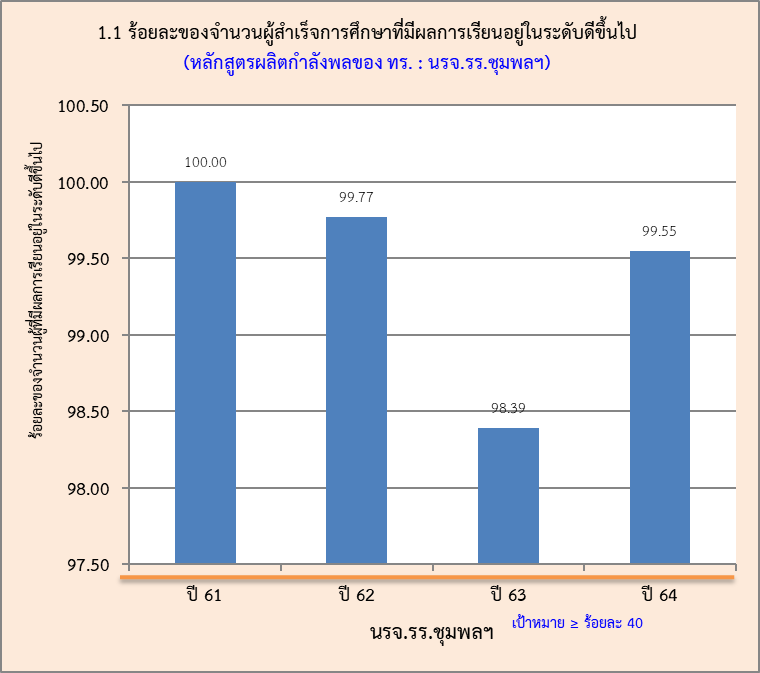 1.1 ร้อยละของจำนวนผู้สำเร็จการศึกษาที่มีผลการเรียนอยู่ในระดับดีขึ้นไป
(หลักสูตรผลิตกำลังพลของ ทร. : นรจ.รร.ชุมพลฯ)
ร้อยละของจำนวนผู้ที่มีผลการเรียนอยู่ในระดับดีขึ้นไป
100.50
100.00
99.50
99.00
98.50
98.00
97.50
100.00
99.77
98.39
99.55
ปี 61
ปี 62
ปี 63
ปี 64
นรจ.รร.ชุมพลฯ
เป้าหมาย ≥ ร้อยละ 40